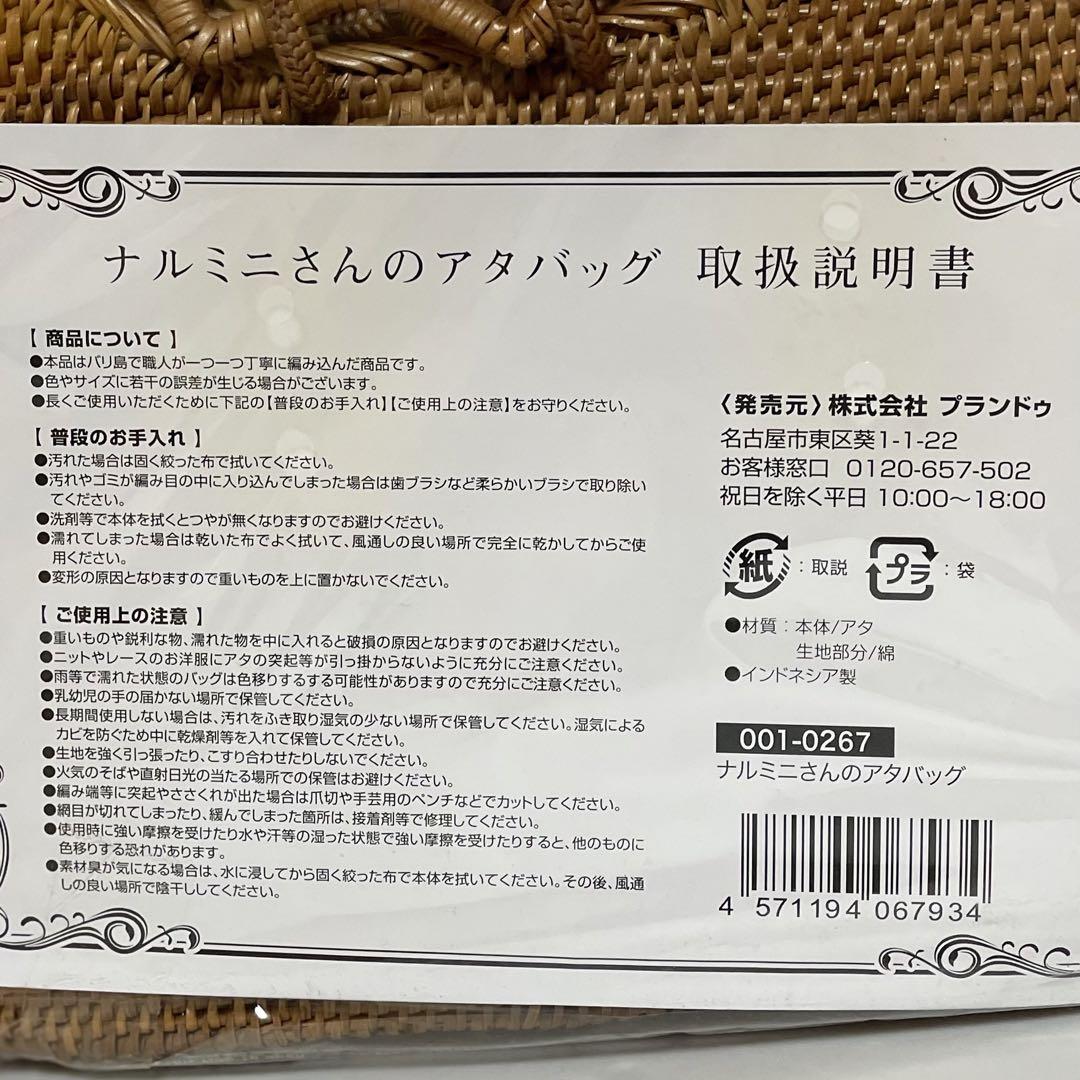 ナルミニさんのアタバッグ 取扱説明書
【 商品について 】
●本品はバリ島で職人が一つ一つ丁寧に編み込んだ商品です。
●色やサイズに若干の誤差が生じる場合がございます。
●長くご使用いただくために下記の【普段のお手入れ】【ご使用上の注意】をお守りください。
【 普段のお手入れ 】
●汚れた場合は固く絞った布で拭いてください。
●汚れやゴミが編み目の中に入り込んでしまった場合は歯ブラシなど柔らかいブラシで取り除い
てください。
●洗剤等で本体を拭くとつやが無くなりますのでお避けください。
●濡れてしまった場合は乾いた布でよく拭いて、風通しの良い場所で完全に乾かしてからご使
用ください。
●変形の原因となりますので重いものを上に置かないでください。
【 ご使用上の注意 】
●重いものや鋭利な物、濡れた物を中に入れると破損の原因となりますのでお避けください。
●ニットやレースのお洋服にアタの突起等が引っ掛からないように充分にご注意ください。
●雨等で濡れた状態のバッグは色移りするする可能性がありますので充分にご注意ください。
●乳幼児の手の届かない場所で保管してください。
●長期間使用しない場合は、汚れをふき取り湿気の少ない場所で保管してください。湿気による
カビを防ぐため中に乾燥剤等を入れて保管してください。
●生地を強く引っ張ったり、こすり合わせたりしないでください。
●火気のそばや直射日光の当たる場所での保管はお避けください。
●編み端等に突起やささくれが出た場合は爪切や手芸用のペンチなどでカットしてください。
●網目が切れてしまったり、緩んでしまった箇所は、接着剤等で修理してください。
●使用時に強い摩擦を受けたり水や汗等の湿った状態で強い摩擦を受けたりすると、他のものに
色移りする恐れがあります。
●素材臭が気になる場合は、水に浸してから固く絞った布で本体を拭いてください。その後、風通
しの良い場所で陰干ししてください。
〈発売元〉株式会社 プランドゥ
名古屋市東区葵1-1-22
お客様窓口 0120-657-502
祝日を除く平日 10:00〜18:00
紙:取説 プラ:袋
●材質:本体/アタ
生地部分/綿
●インドネシア製
001-0267
ナルミニさんのアタバッグ
4 571194 067934